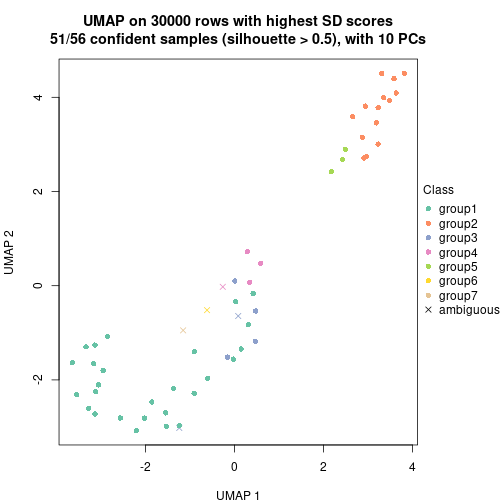 UMAP on 30000 rows with highest SD scores
51/56 confident samples (silhouette > 0.5), with 10 PCs
4
2
0
-2
UMAP 2
-2
0
2
4
UMAP 1
Class
group1
group2
group3
group4
group5
group6
group7
ambiguous